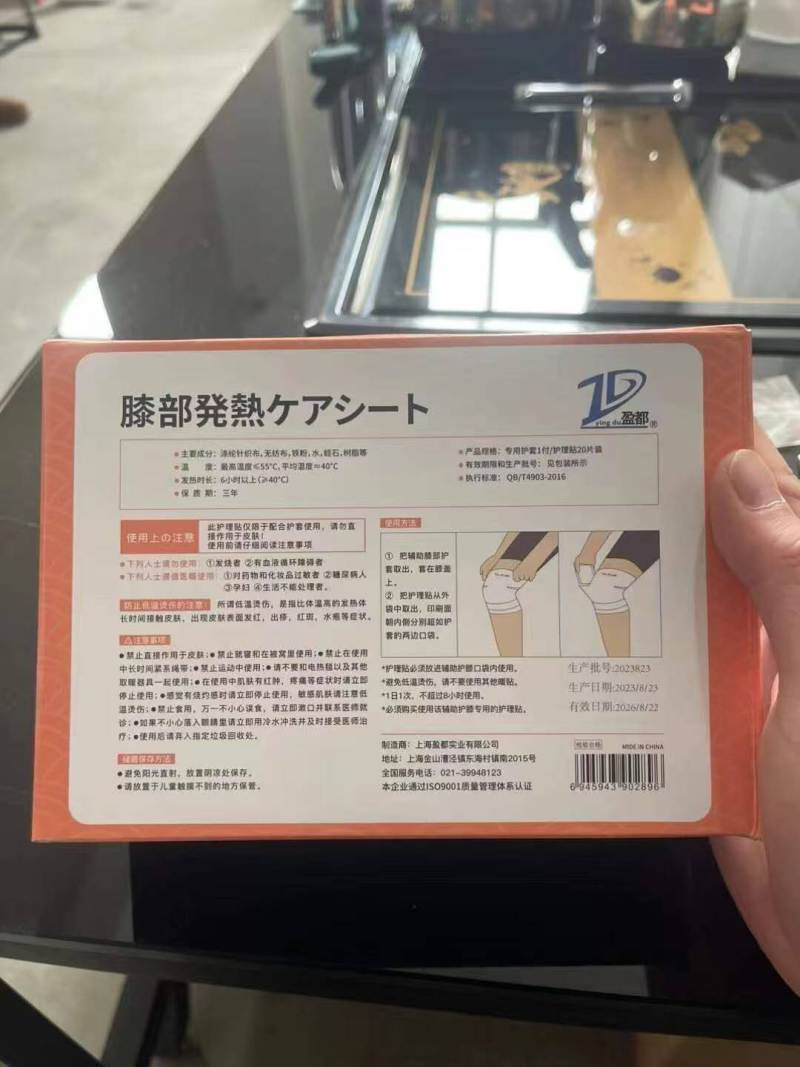 膝部発熱ケアシート
ying du 盈都®
●主要成分：涤纶针织布，无纺布，铁粉，水，蛭石，树脂等
●温　　度：最高温度≤55°C，平均温度≈40°C
●发热时长：6小时以上(≥40°C)
●保 质 期：三年
●产品规格：专用护套1付/护理贴20片袋
●有效期限和生产批号：见包装所示
●执行标准：QB/T4903-2016
使用上の注意
此护理贴仅限于配合护套使用，请勿直
接作用于皮肤！
使用前请仔细阅读注意事项
●下列人士请勿使用：①发烧者 ②有血液循环障碍者
●下列人士遵循医嘱使用：①对药物和化妆品过敏者 ②糖尿病人
③孕妇 ④生活不能处理者。
防止低温烫伤的注意：所谓低温烫伤，是指比体温高的发热体
长时间接触皮肤，出现皮肤表面发红，出疹，红斑，水疱等症状。
⚠注意事项
●禁止直接作用于皮肤；●禁止就寝和在被窝里使用；●禁止在使用
中长时间紧系绳带；●禁止运动中使用；●请不要和电热毯以及其他
取暖器具一起使用；●在使用中肌肤有红肿，疼痛等症状时请立即
停止使用；●感觉有烧灼感时请立即停止使用，敏感肌肤请注意低
温烫伤；●禁止食用，万一不小心误食，请立即漱口并联系医师就
诊；●如果不小心落入眼睛里请立即用冷水冲洗并及时接受医师治
疗；●使用后请弃入指定垃圾回收处。
储藏保存方法
●避免阳光直射，放置阴凉处保存。
●请放置于儿童触摸不到的地方保管。
使用方法
① 把辅助膝部护
套取出，套在膝盖
上。
② 把护理贴从外
袋中取出，印刷面
朝内侧分别超如护
套的两边口袋。
*护理贴必须放进辅助护膝口袋内使用。
*避免低温烫伤，请不要使用其他暖贴。
*1日1次，不超过8小时使用。
*必须购买使用该辅助护膝专用的护理贴。
生产批号:2023823
生产日期:2023/8/23
有效日期:2026/8/22
制造商：上海盈都实业有限公司
地址：上海金山漕泾镇东海村镇南2015号
全国服务电话：021-39948123
本企业通过ISO9001质量管理体系认证
检验合格
MIDE IN CHINA
6 945943 902896